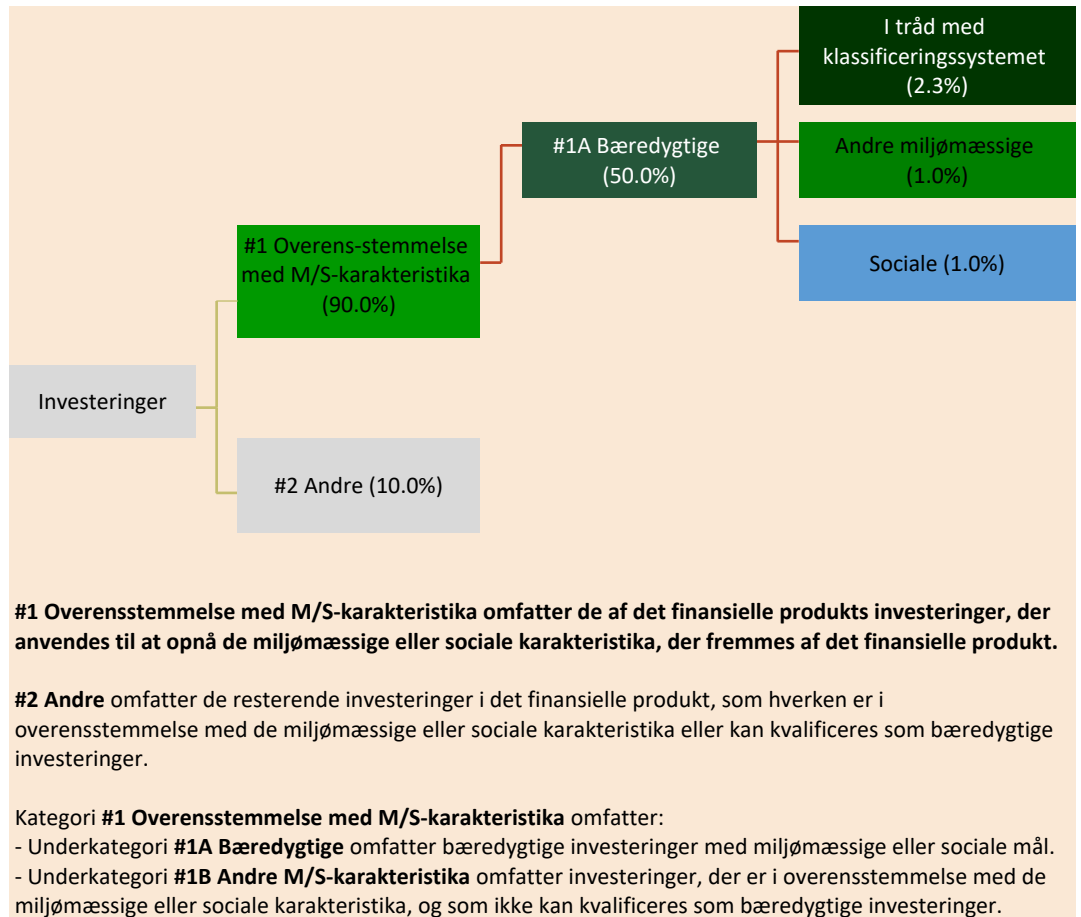 I tråd med
klassificeringssystemet
(2.3%)
#1A Bæredygtige
(50.0%)
Andre miljømæssige
(1.0%)
#1 Overens-stemmelse
med M/S-karakteristika
(90.0%)
Sociale (1.0%)
Investeringer
#2 Andre (10.0%)
#1 Overensstemmelse med M/S-karakteristika omfatter de af det finansielle produkts investeringer, der
anvendes til at opnå de miljømæssige eller sociale karakteristika, der fremmes af det finansielle produkt.
#2 Andre omfatter de resterende investeringer i det finansielle produkt, som hverken er i
overensstemmelse med de miljømæssige eller sociale karakteristika eller kan kvalificeres som bæredygtige
investeringer.
Kategori #1 Overensstemmelse med M/S-karakteristika omfatter:
- Underkategori #1A Bæredygtige omfatter bæredygtige investeringer med miljømæssige eller sociale mål.
- Underkategori #1B Andre M/S-karakteristika omfatter investeringer, der er i overensstemmelse med de
miljømæssige eller sociale karakteristika, og som ikke kan kvalificeres som bæredygtige investeringer.